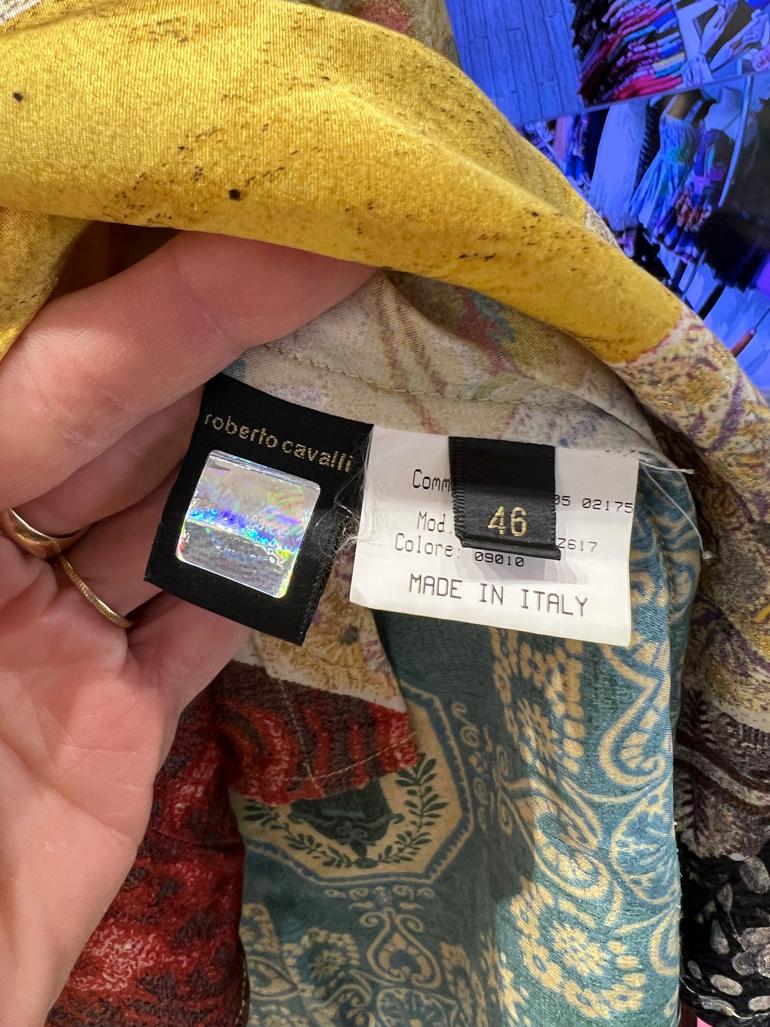 roberto cavalli
46
Comm 05 02175
Mod. Z617
Colore: 09010
MADE IN ITALY